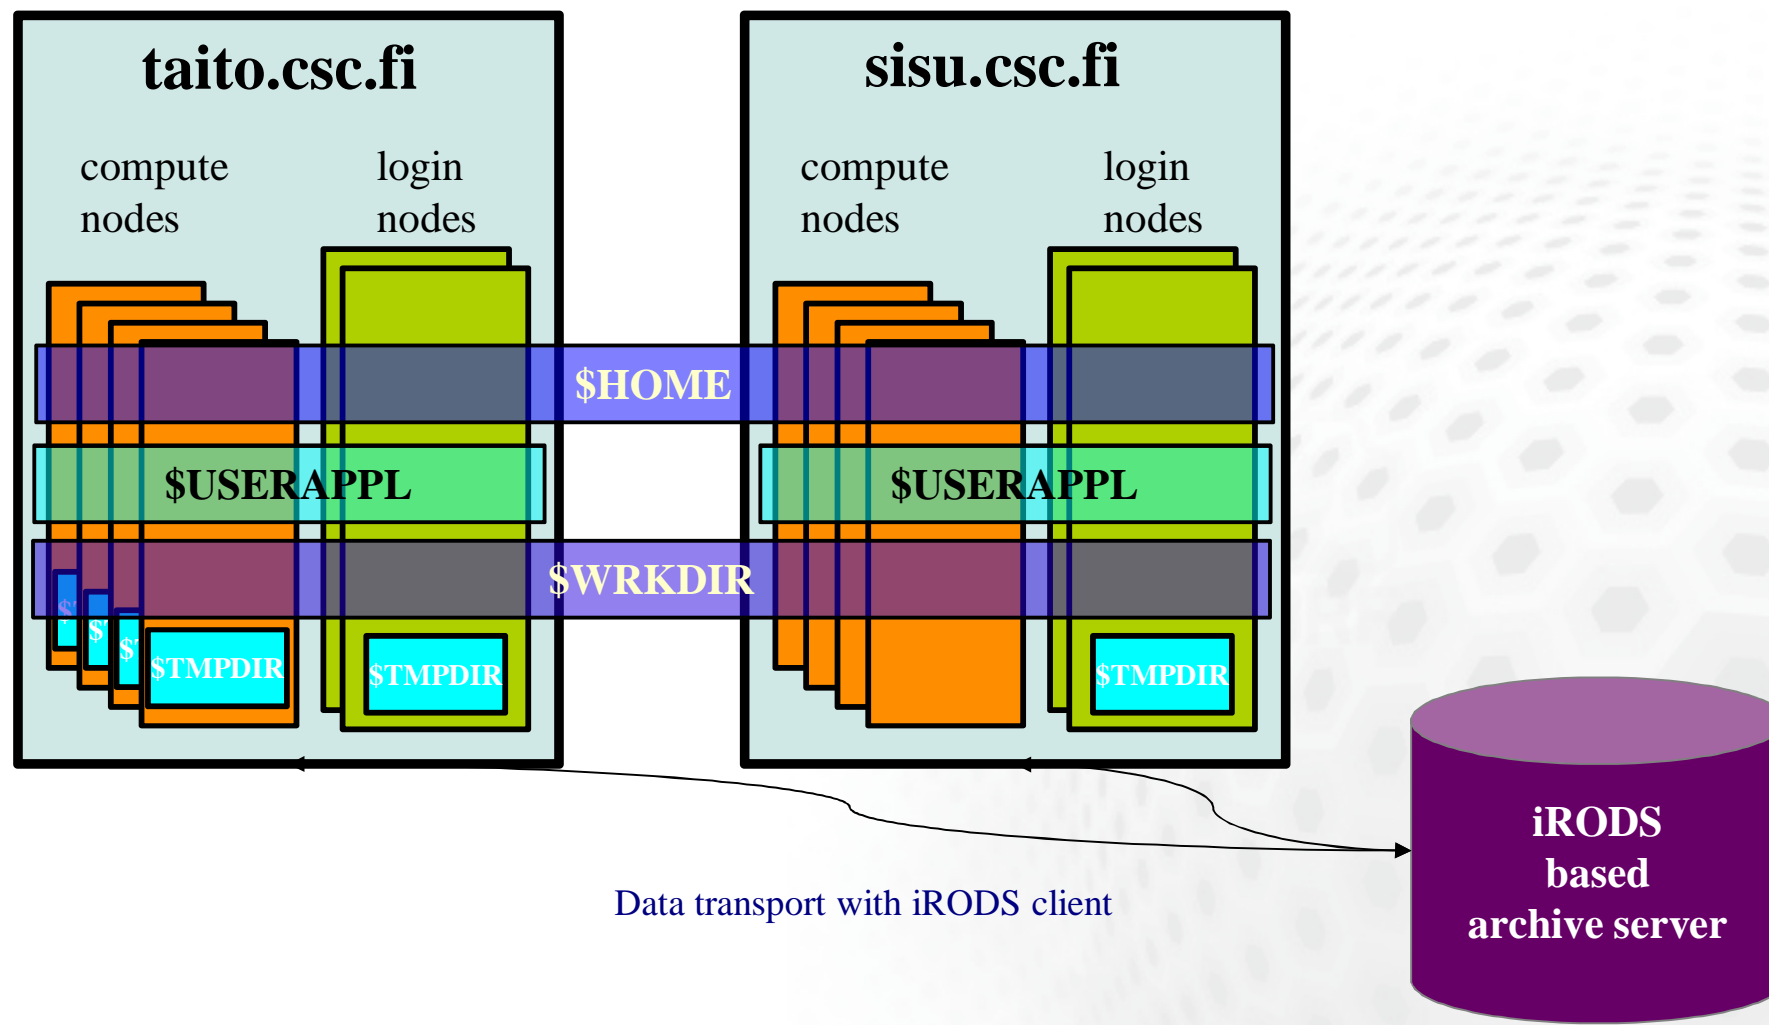 taito.csc.fi
sisu.csc.fi
compute
nodes
login
nodes
compute
nodes
login
nodes
$HOME
$USERAPPL
$USERAPPL
$WRKDIR
$T
$T
$T
$TMPDIR
$TMPDIR
$TMPDIR
iRODS
based
archive server
Data transport with iRODS client